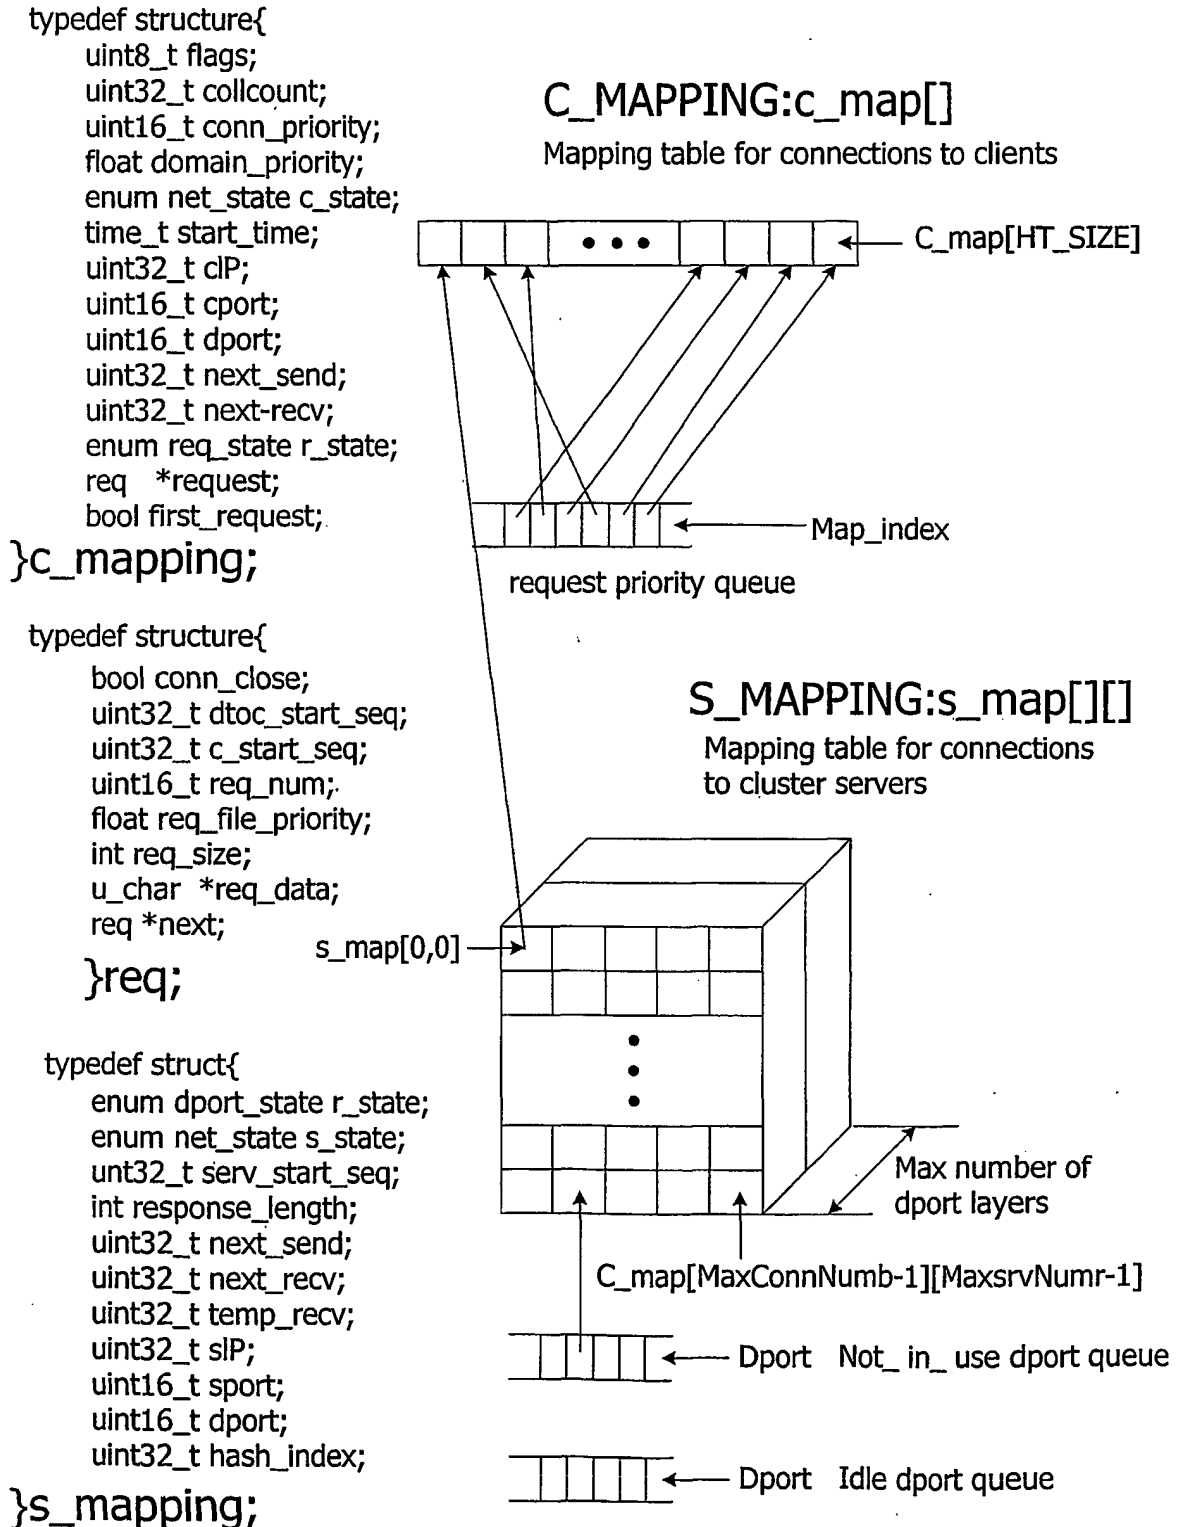 typedef structure{
uint8_t flags;
uint32_t collcount;
uint16_t conn_priority;
float domain_priority;
enum net_state c_state;
time_t start_time;
uint32_t cIP;
uint16_t cport;
uint16_t dport;
uint32_t next_send;
uint32_t next-recv;
enum req_state r_state;
req *request;
bool first_request;
}c_mapping;
C_MAPPING:c_map[]
Mapping table for connections to clients
C_map[HT_SIZE]
Map_index
request priority queue
typedef structure{
bool conn_close;
uint32_t dtoc_start_seq;
uint32_t c_start_seq;
uint16_t req_num;
float req_file_priority;
int req_size;
u_char *req_data;
req *next;
}req;
S_MAPPING:s_map[][]
Mapping table for connections
to cluster servers
s_map[0,0]
Max number of
dport layers
C_map[MaxConnNumb-1][MaxsrvNumr-1]
typedef struct{
enum dport_state r_state;
enum net_state s_state;
unt32_t serv_start_seq;
int response_length;
uint32_t next_send;
uint32_t next_recv;
uint32_t temp_recv;
uint32_t sIP;
uint16_t sport;
uint16_t dport;
uint32_t hash_index;
}s_mapping;
Dport Not_ in_ use dport queue
Dport Idle dport queue